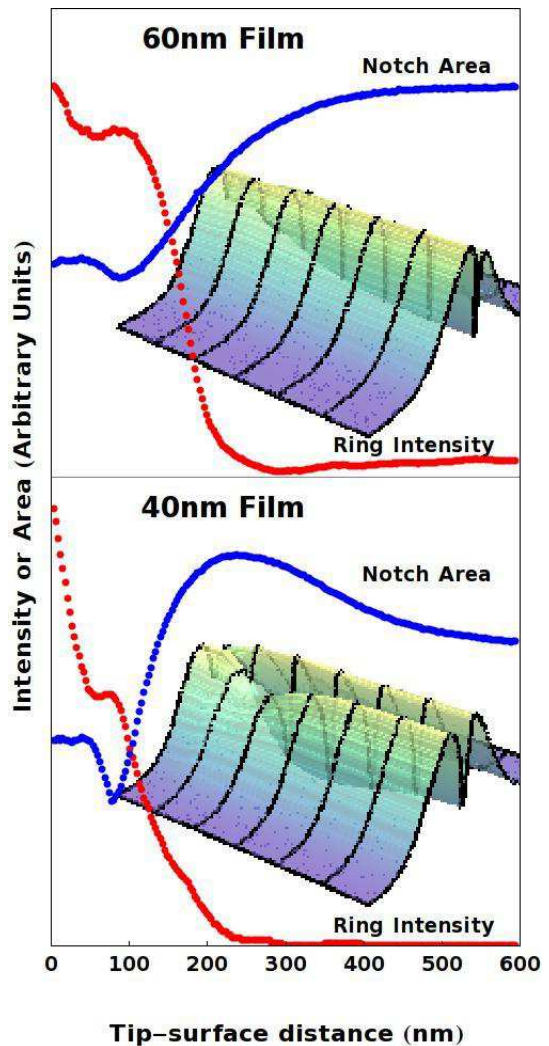 60nm Film
Notch Area
Ring Intensity
40nm Film
Notch Area
Ring Intensity
Intensity or Area (Arbitrary Units)
0 100 200 300 400 500 600
Tip–surface distance (nm)